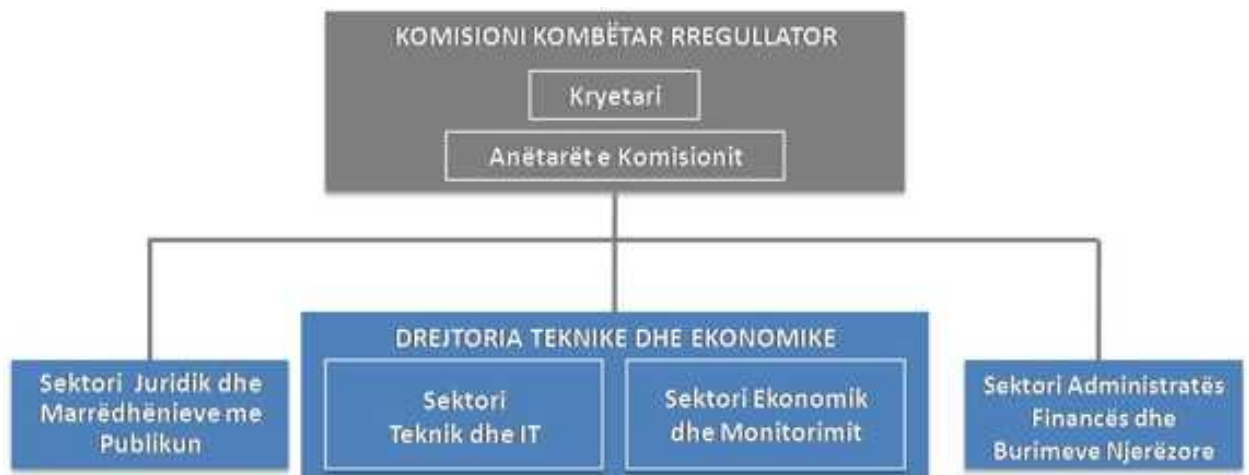 KOMISIONI KOMBËTAR RREGULLATOR
Kryetari
Anëtarët e Komisionit
DREJTORIA TEKNIKE DHE EKONOMIKE
Sektori Juridik dhe
Marrëdhënieve me
Publikun
Sektori
Teknik dhe IT
Sektori Ekonomik
dhe Monitorimit
Sektori Administratës
Financës dhe
Burimeve Njerëzore